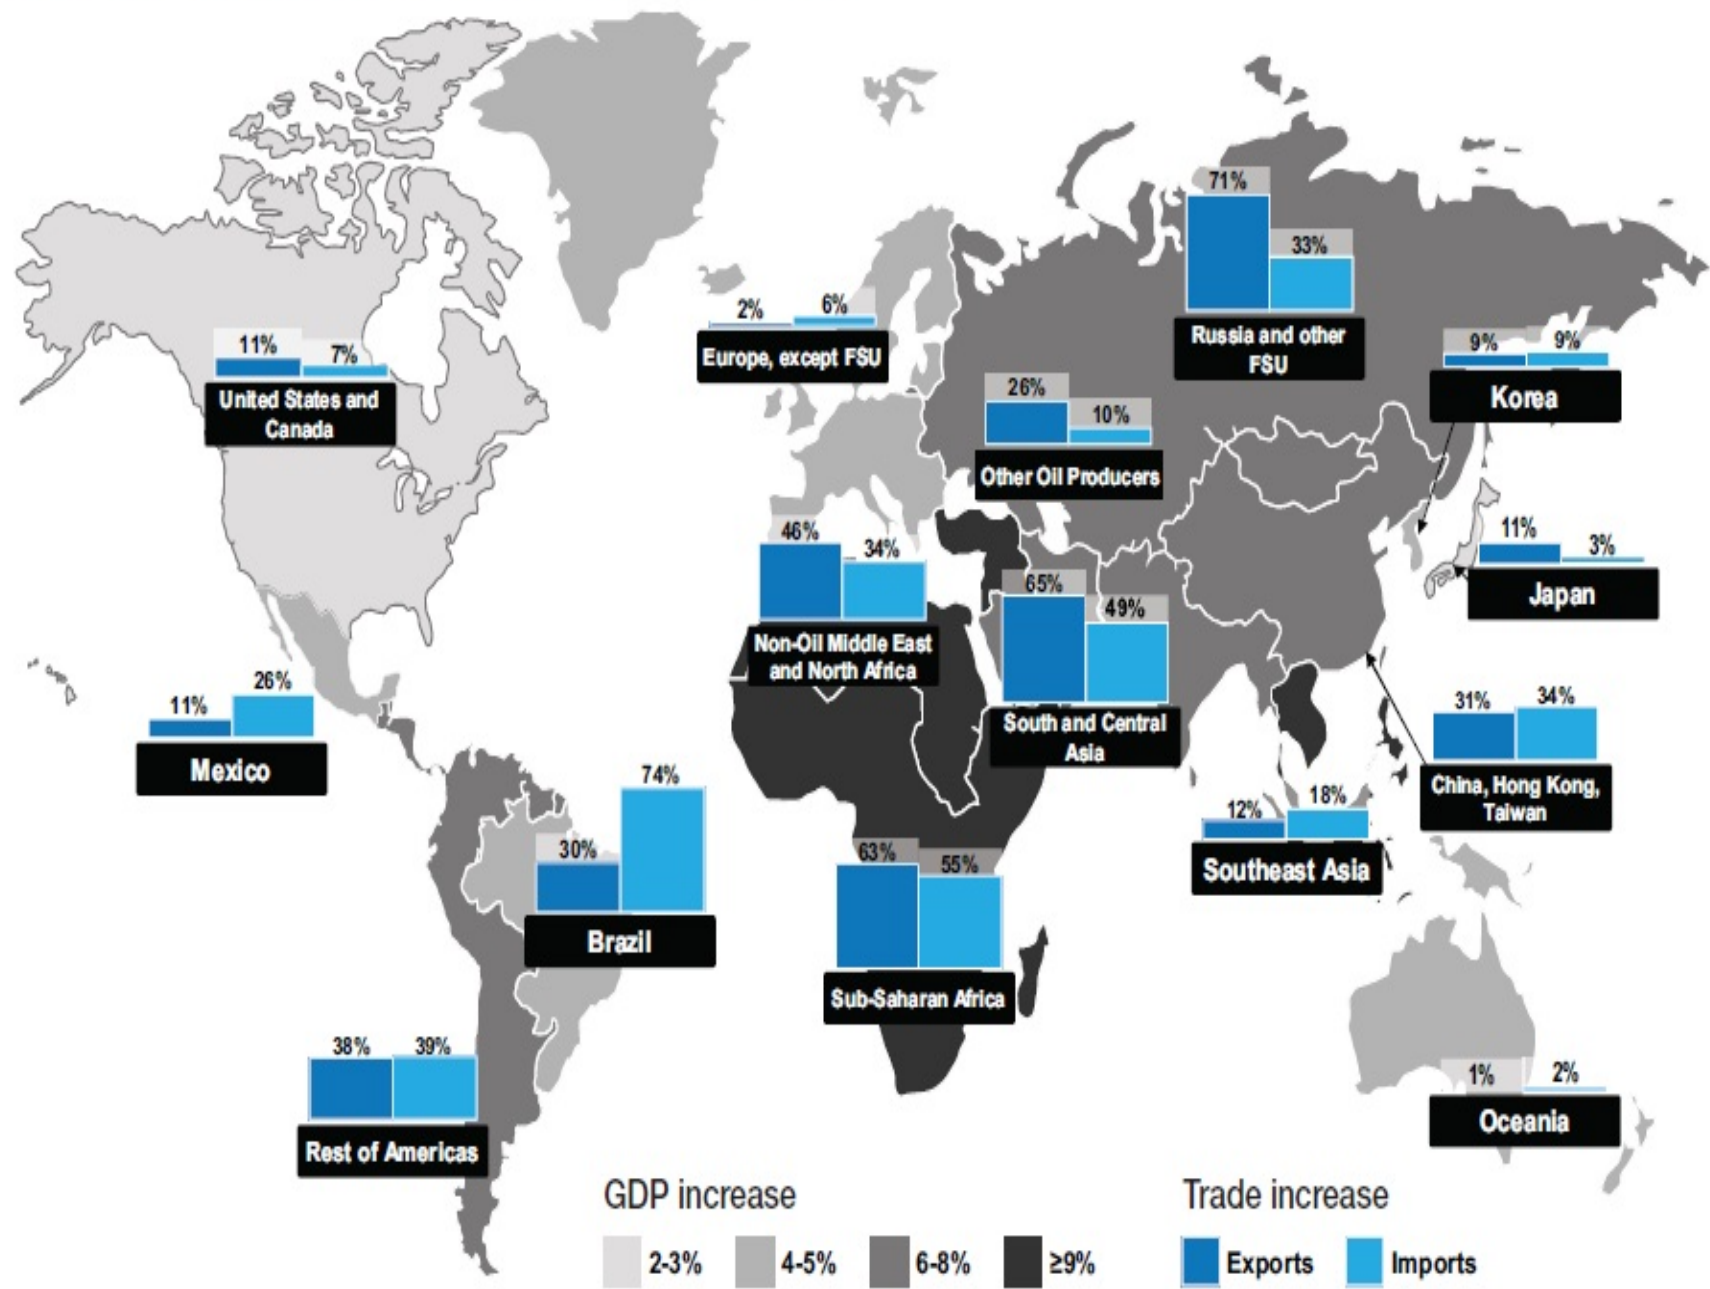 71%
33%
Russia and other
FSU
2%
6%
Europe, except FSU
11%
7%
United States and
Canada
9%
9%
Korea
26%
10%
Other Oil Producers
46%
34%
Non-Oil Middle East
and North Africa
65%
49%
South and Central
Asia
11%
3%
Japan
11%
26%
Mexico
31%
34%
China, Hong Kong,
Taiwan
30%
74%
Brazil
12%
18%
Southeast Asia
63%
55%
Sub-Saharan Africa
38%
39%
Rest of Americas
1%
2%
Oceania
GDP increase
2-3%
4-5%
6-8%
≥9%
Trade increase
Exports
Imports